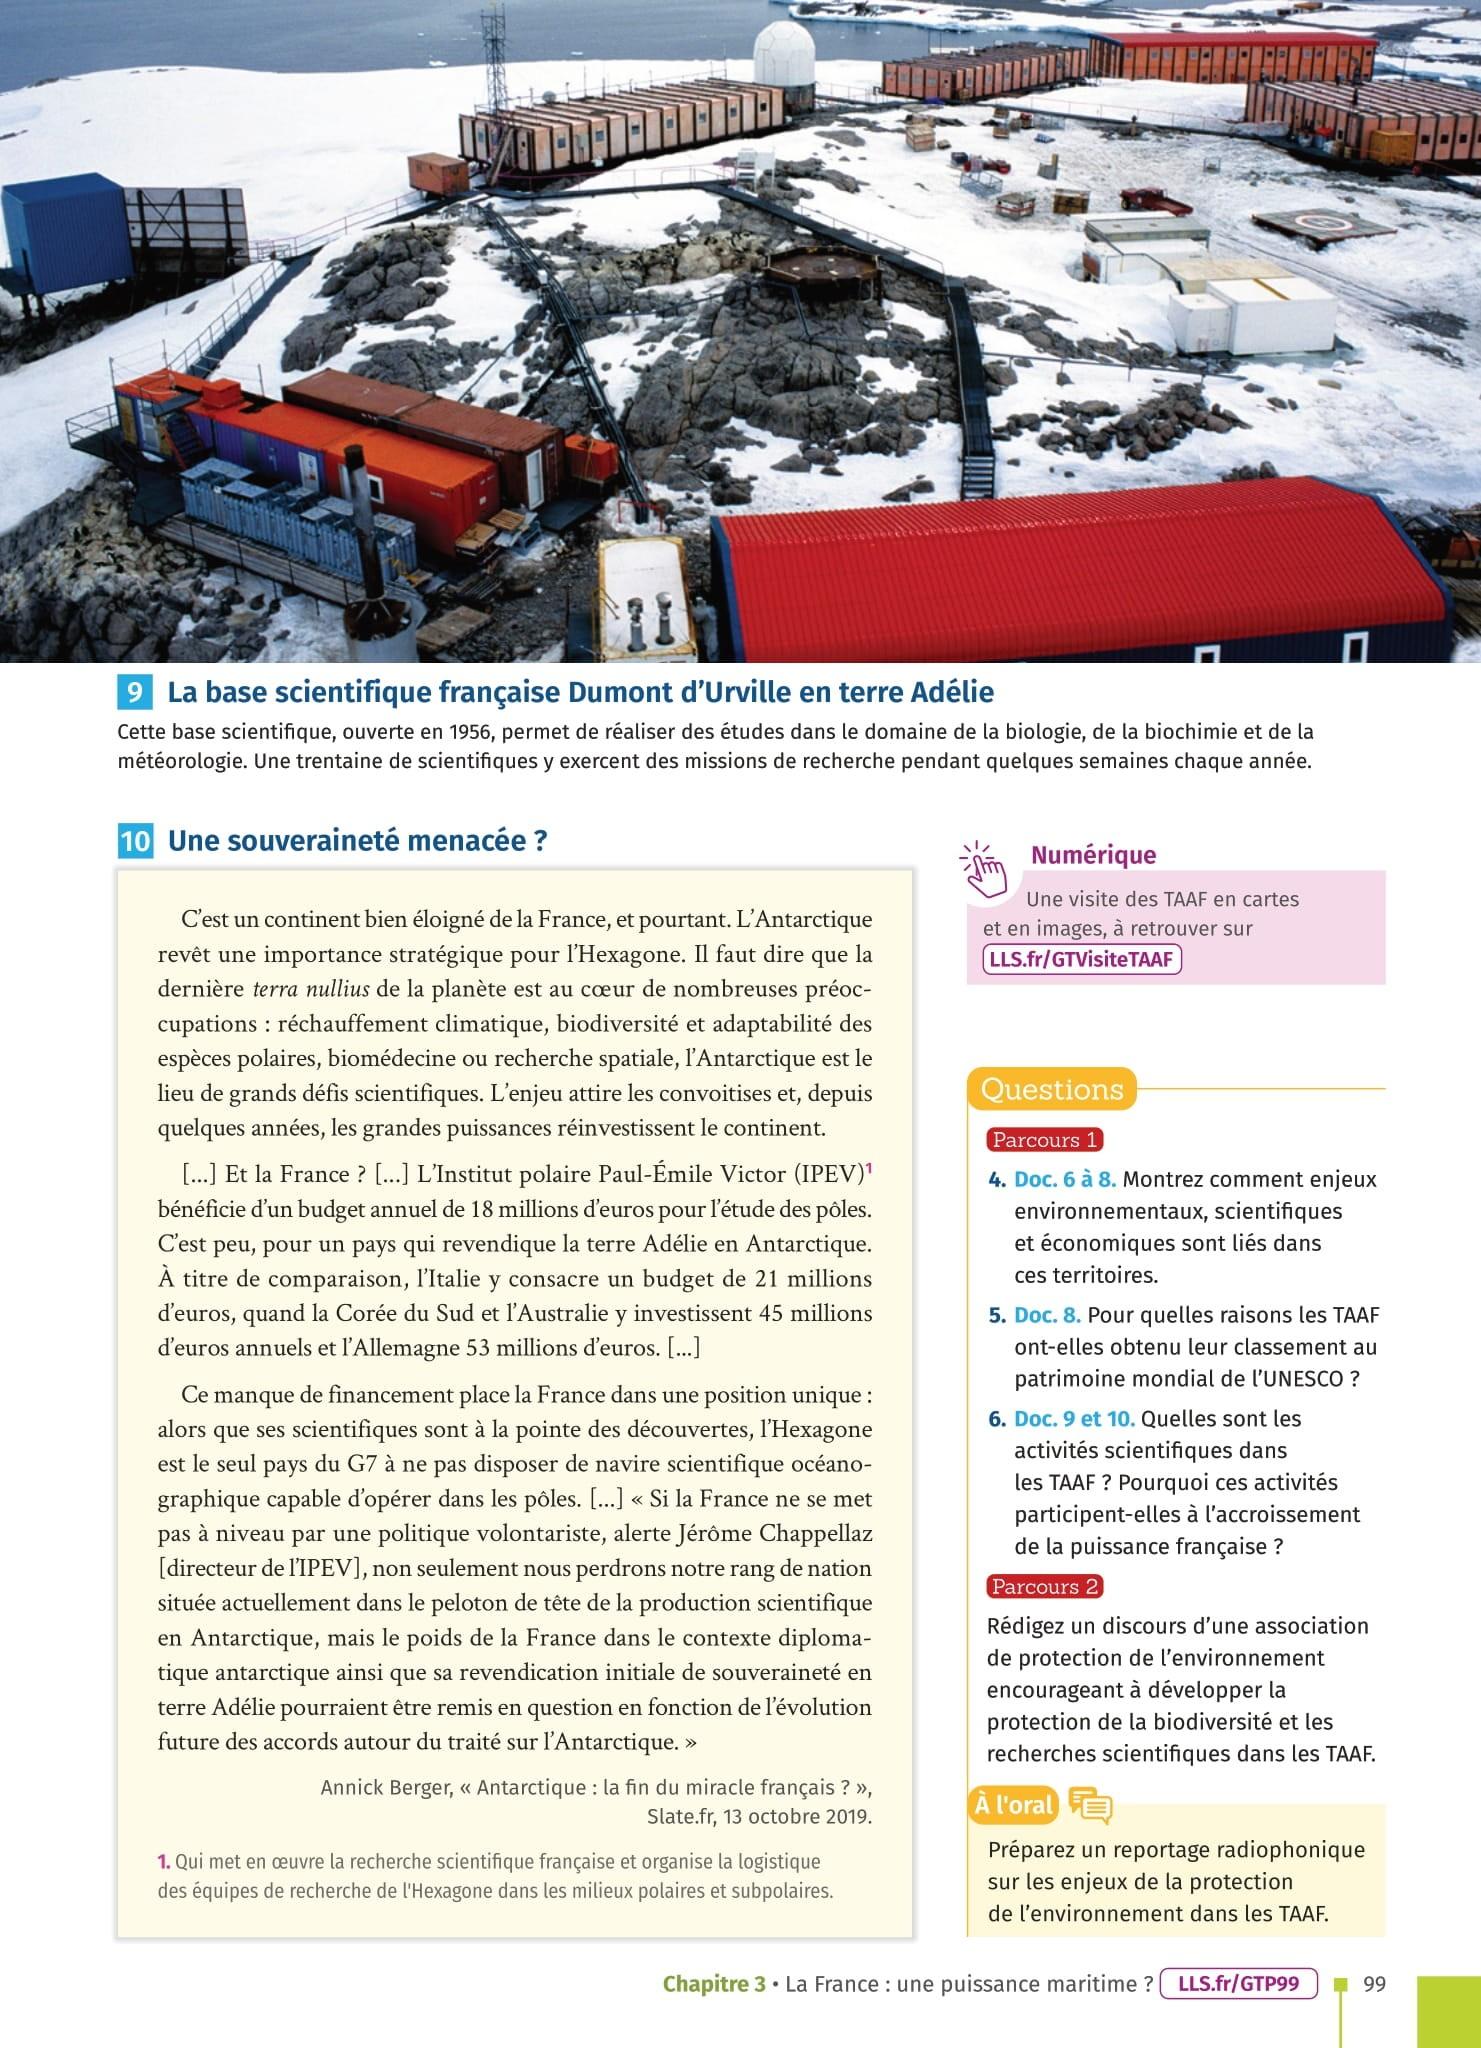 9 La base scientifique française Dumont d’Urville en terre Adélie
Cette base scientifique, ouverte en 1956, permet de réaliser des études dans le domaine de la biologie, de la biochimie et de la
météorologie. Une trentaine de scientifiques y exercent des missions de recherche pendant quelques semaines chaque année.
10 Une souveraineté menacée ?
C’est un continent bien éloigné de la France, et pourtant. L’Antarctique
revêt une importance stratégique pour l’Hexagone. Il faut dire que la
dernière terra nullius de la planète est au cœur de nombreuses préoc-
cupations : réchauffement climatique, biodiversité et adaptabilité des
espèces polaires, biomédecine ou recherche spatiale, l’Antarctique est le
lieu de grands défis scientifiques. L’enjeu attire les convoitises et, depuis
quelques années, les grandes puissances réinvestissent le continent.
[...] Et la France ? [...] L’Institut polaire Paul-Émile Victor (IPEV)1
bénéficie d’un budget annuel de 18 millions d’euros pour l’étude des pôles.
C’est peu, pour un pays qui revendique la terre Adélie en Antarctique.
À titre de comparaison, l’Italie y consacre un budget de 21 millions
d’euros, quand la Corée du Sud et l’Australie y investissent 45 millions
d’euros annuels et l’Allemagne 53 millions d’euros. [...]
Ce manque de financement place la France dans une position unique :
alors que ses scientifiques sont à la pointe des découvertes, l’Hexagone
est le seul pays du G7 à ne pas disposer de navire scientifique océano-
graphique capable d’opérer dans les pôles. [...] « Si la France ne se met
pas à niveau par une politique volontariste, alerte Jérôme Chappellaz
[directeur de l’IPEV], non seulement nous perdrons notre rang de nation
située actuellement dans le peloton de tête de la production scientifique
en Antarctique, mais le poids de la France dans le contexte diploma-
tique antarctique ainsi que sa revendication initiale de souveraineté en
terre Adélie pourraient être remis en question en fonction de l’évolution
future des accords autour du traité sur l’Antarctique. »
Annick Berger, « Antarctique : la fin du miracle français ? »,
Slate.fr, 13 octobre 2019.
1. Qui met en œuvre la recherche scientifique française et organise la logistique
des équipes de recherche de l'Hexagone dans les milieux polaires et subpolaires.
Numérique
Une visite des TAAF en cartes
et en images, à retrouver sur
LLS.fr/GTVisiteTAAF
Questions
Parcours 1
4. Doc. 6 à 8. Montrez comment enjeux
environnementaux, scientifiques
et économiques sont liés dans
ces territoires.
5. Doc. 8. Pour quelles raisons les TAAF
ont-elles obtenu leur classement au
patrimoine mondial de l’UNESCO ?
6. Doc. 9 et 10. Quelles sont les
activités scientifiques dans
les TAAF ? Pourquoi ces activités
participent-elles à l’accroissement
de la puissance française ?
Parcours 2
Rédigez un discours d’une association
de protection de l’environnement
encourageant à développer la
protection de la biodiversité et les
recherches scientifiques dans les TAAF.
À l'oral
Préparez un reportage radiophonique
sur les enjeux de la protection
de l’environnement dans les TAAF.
Chapitre 3 • La France : une puissance maritime ? LLS.fr/GTP99 99